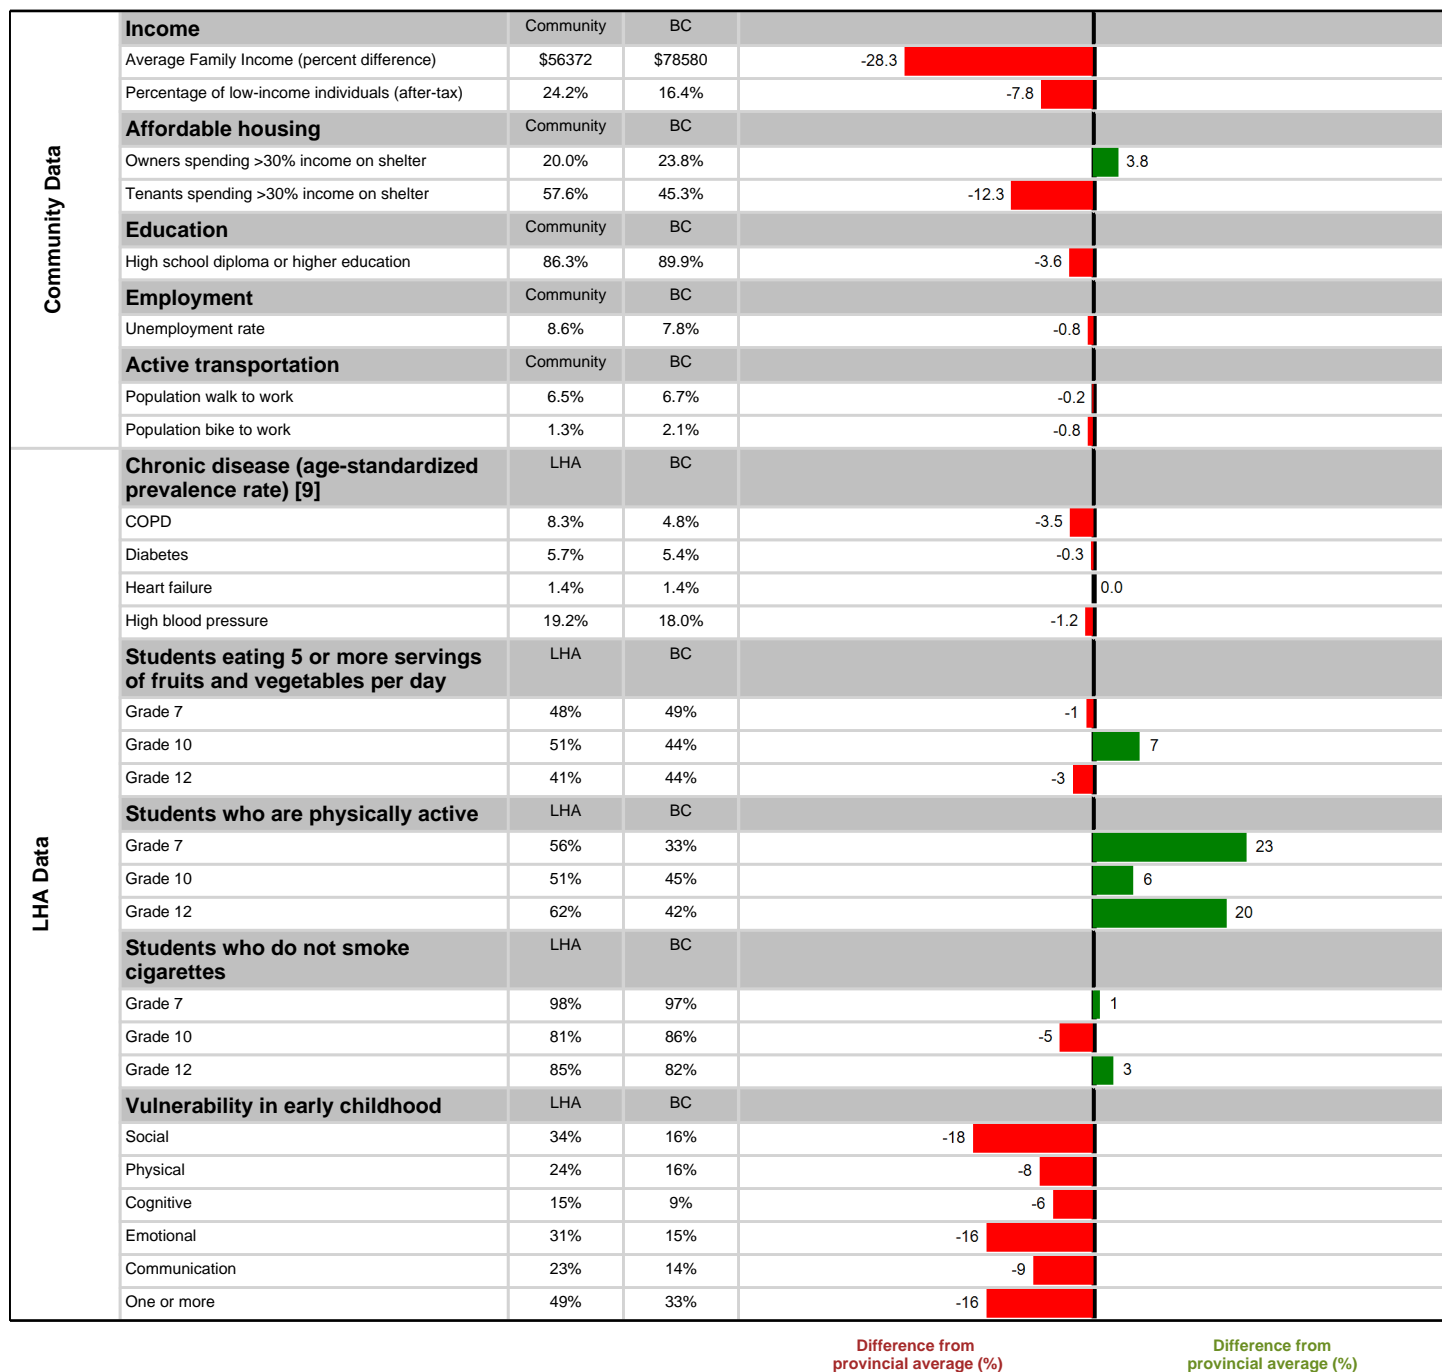 Community Data
Income Community BC
Average Family Income (percent difference) $56372 $78580 -28.3
Percentage of low-income individuals (after-tax) 24.2% 16.4% -7.8
Affordable housing Community BC
Owners spending >30% income on shelter 20.0% 23.8% 3.8
Tenants spending >30% income on shelter 57.6% 45.3% -12.3
Education Community BC
High school diploma or higher education 86.3% 89.9% -3.6
Employment Community BC
Unemployment rate 8.6% 7.8% -0.8
Active transportation Community BC
Population walk to work 6.5% 6.7% -0.2
Population bike to work 1.3% 2.1% -0.8
LHA Data
Chronic disease (age-standardized LHA BC
prevalence rate) [9]
COPD 8.3% 4.8% -3.5
Diabetes 5.7% 5.4% -0.3
Heart failure 1.4% 1.4% 0.0
High blood pressure 19.2% 18.0% -1.2
Students eating 5 or more servings LHA BC
of fruits and vegetables per day
Grade 7 48% 49% -1
Grade 10 51% 44% 7
Grade 12 41% 44% -3
Students who are physically active LHA BC
Grade 7 56% 33% 23
Grade 10 51% 45% 6
Grade 12 62% 42% 20
Students who do not smoke LHA BC
cigarettes
Grade 7 98% 97% 1
Grade 10 81% 86% -5
Grade 12 85% 82% 3
Vulnerability in early childhood LHA BC
Social 34% 16% -18
Physical 24% 16% -8
Cognitive 15% 9% -6
Emotional 31% 15% -16
Communication 23% 14% -9
One or more 49% 33% -16
Difference from Difference from
provincial average (%) provincial average (%)